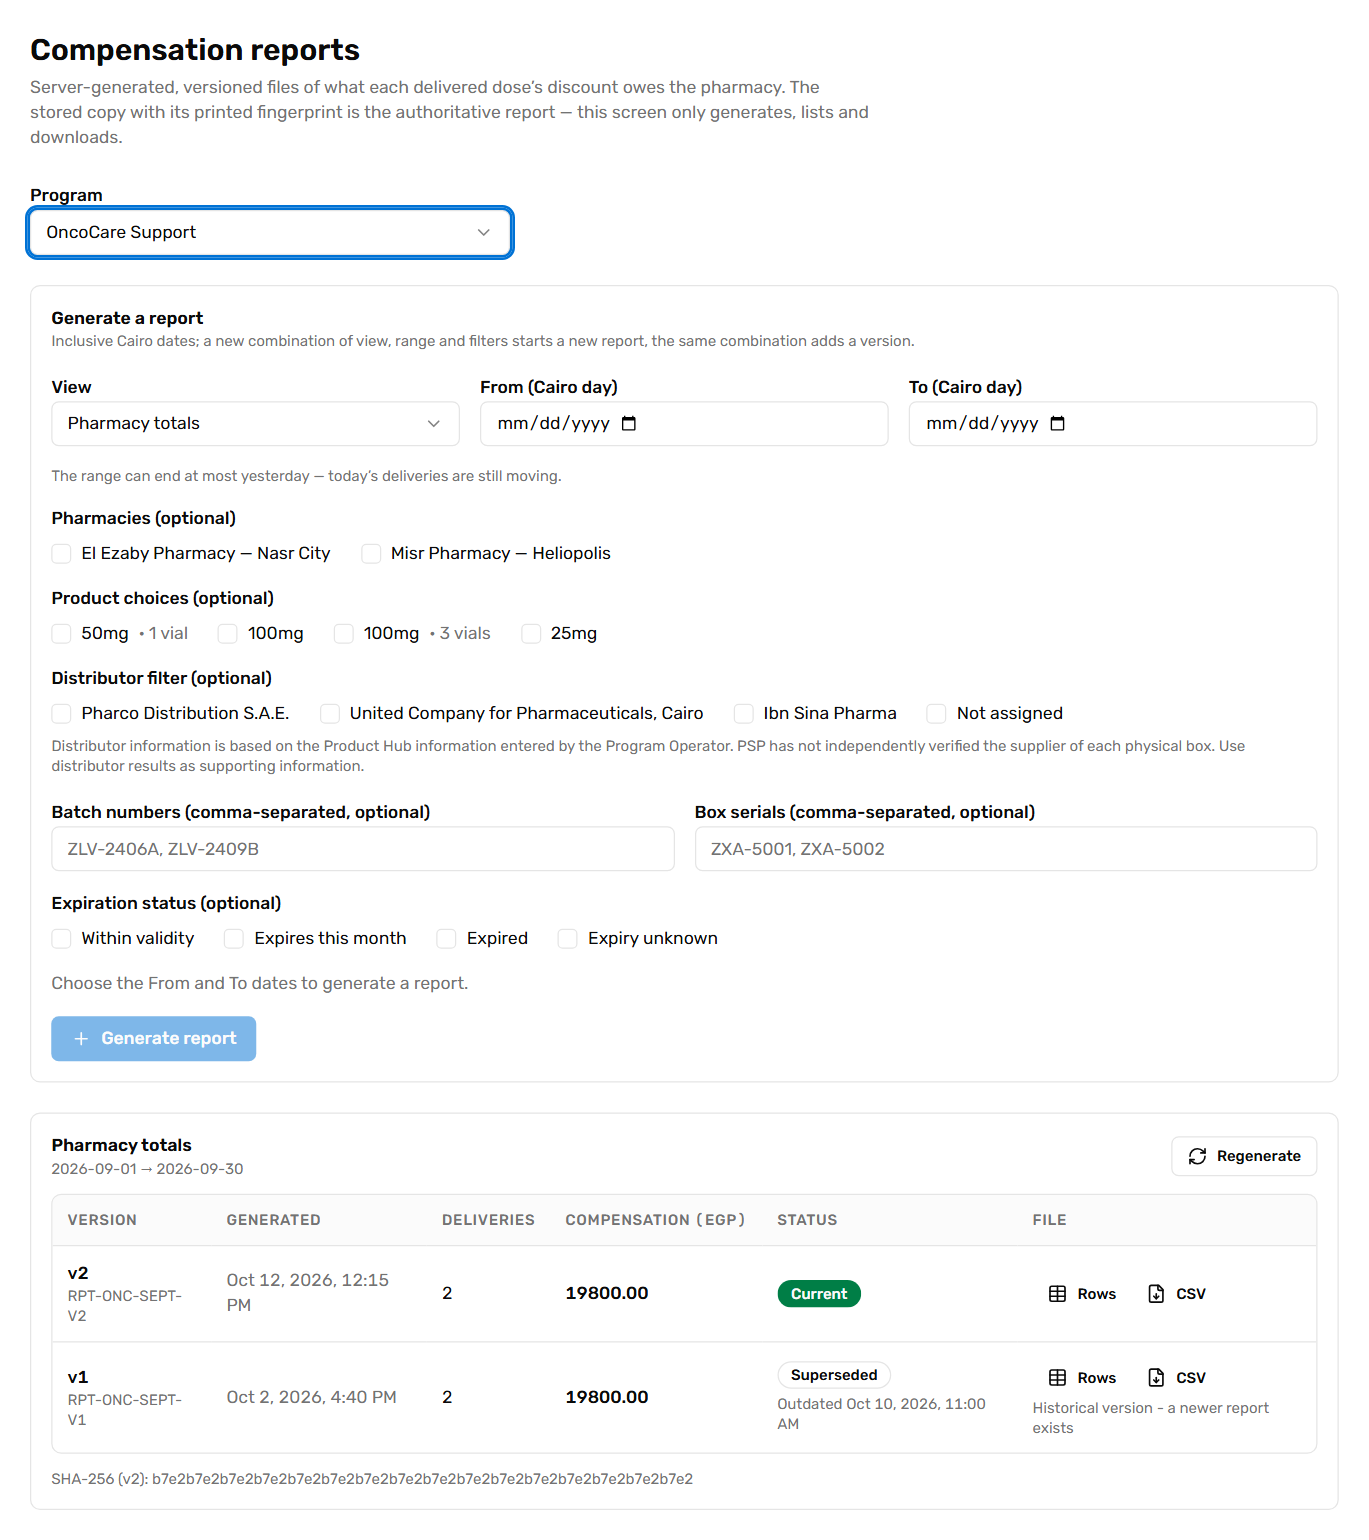 Compensation reports
Server-generated, versioned files of what each delivered dose's discount owes the pharmacy. The
stored copy with its printed fingerprint is the authoritative report — this screen only generates, lists and
downloads.
Program
OncoCare Support
Generate a report
Inclusive Cairo dates; a new combination of view, range and filters starts a new report, the same combination adds a version.
View
From (Cairo day)
To (Cairo day)
Pharmacy totals
mm/dd/yyyy
mm/dd/yyyy
The range can end at most yesterday — today's deliveries are still moving.
Pharmacies (optional)
El Ezaby Pharmacy — Nasr City
Misr Pharmacy — Heliopolis
Product choices (optional)
50mg • 1 vial
100mg
100mg • 3 vials
25mg
Distributor filter (optional)
Pharco Distribution S.A.E.
United Company for Pharmaceuticals, Cairo
Ibn Sina Pharma
Not assigned
Distributor information is based on the Product Hub information entered by the Program Operator. PSP has not independently verified the supplier of each physical box. Use
distributor results as supporting information.
Batch numbers (comma-separated, optional)
Box serials (comma-separated, optional)
ZLV-2406A, ZLV-2409B
ZXA-5001, ZXA-5002
Expiration status (optional)
Within validity
Expires this month
Expired
Expiry unknown
Choose the From and To dates to generate a report.
+ Generate report
Pharmacy totals
2026-09-01 → 2026-09-30
Regenerate
VERSION GENERATED DELIVERIES COMPENSATION (EGP) STATUS FILE
v2
RPT-ONC-SEPT-
V2
Oct 12, 2026, 12:15
PM
2
19800.00
Current
Rows
CSV
v1
RPT-ONC-SEPT-
V1
Oct 2, 2026, 4:40 PM
2
19800.00
Superseded
Outdated Oct 10, 2026, 11:00
AM
Rows
CSV
Historical version - a newer report
exists
SHA-256 (v2): b7e2b7e2b7e2b7e2b7e2b7e2b7e2b7e2b7e2b7e2b7e2b7e2b7e2b7e2b7e2b7e2